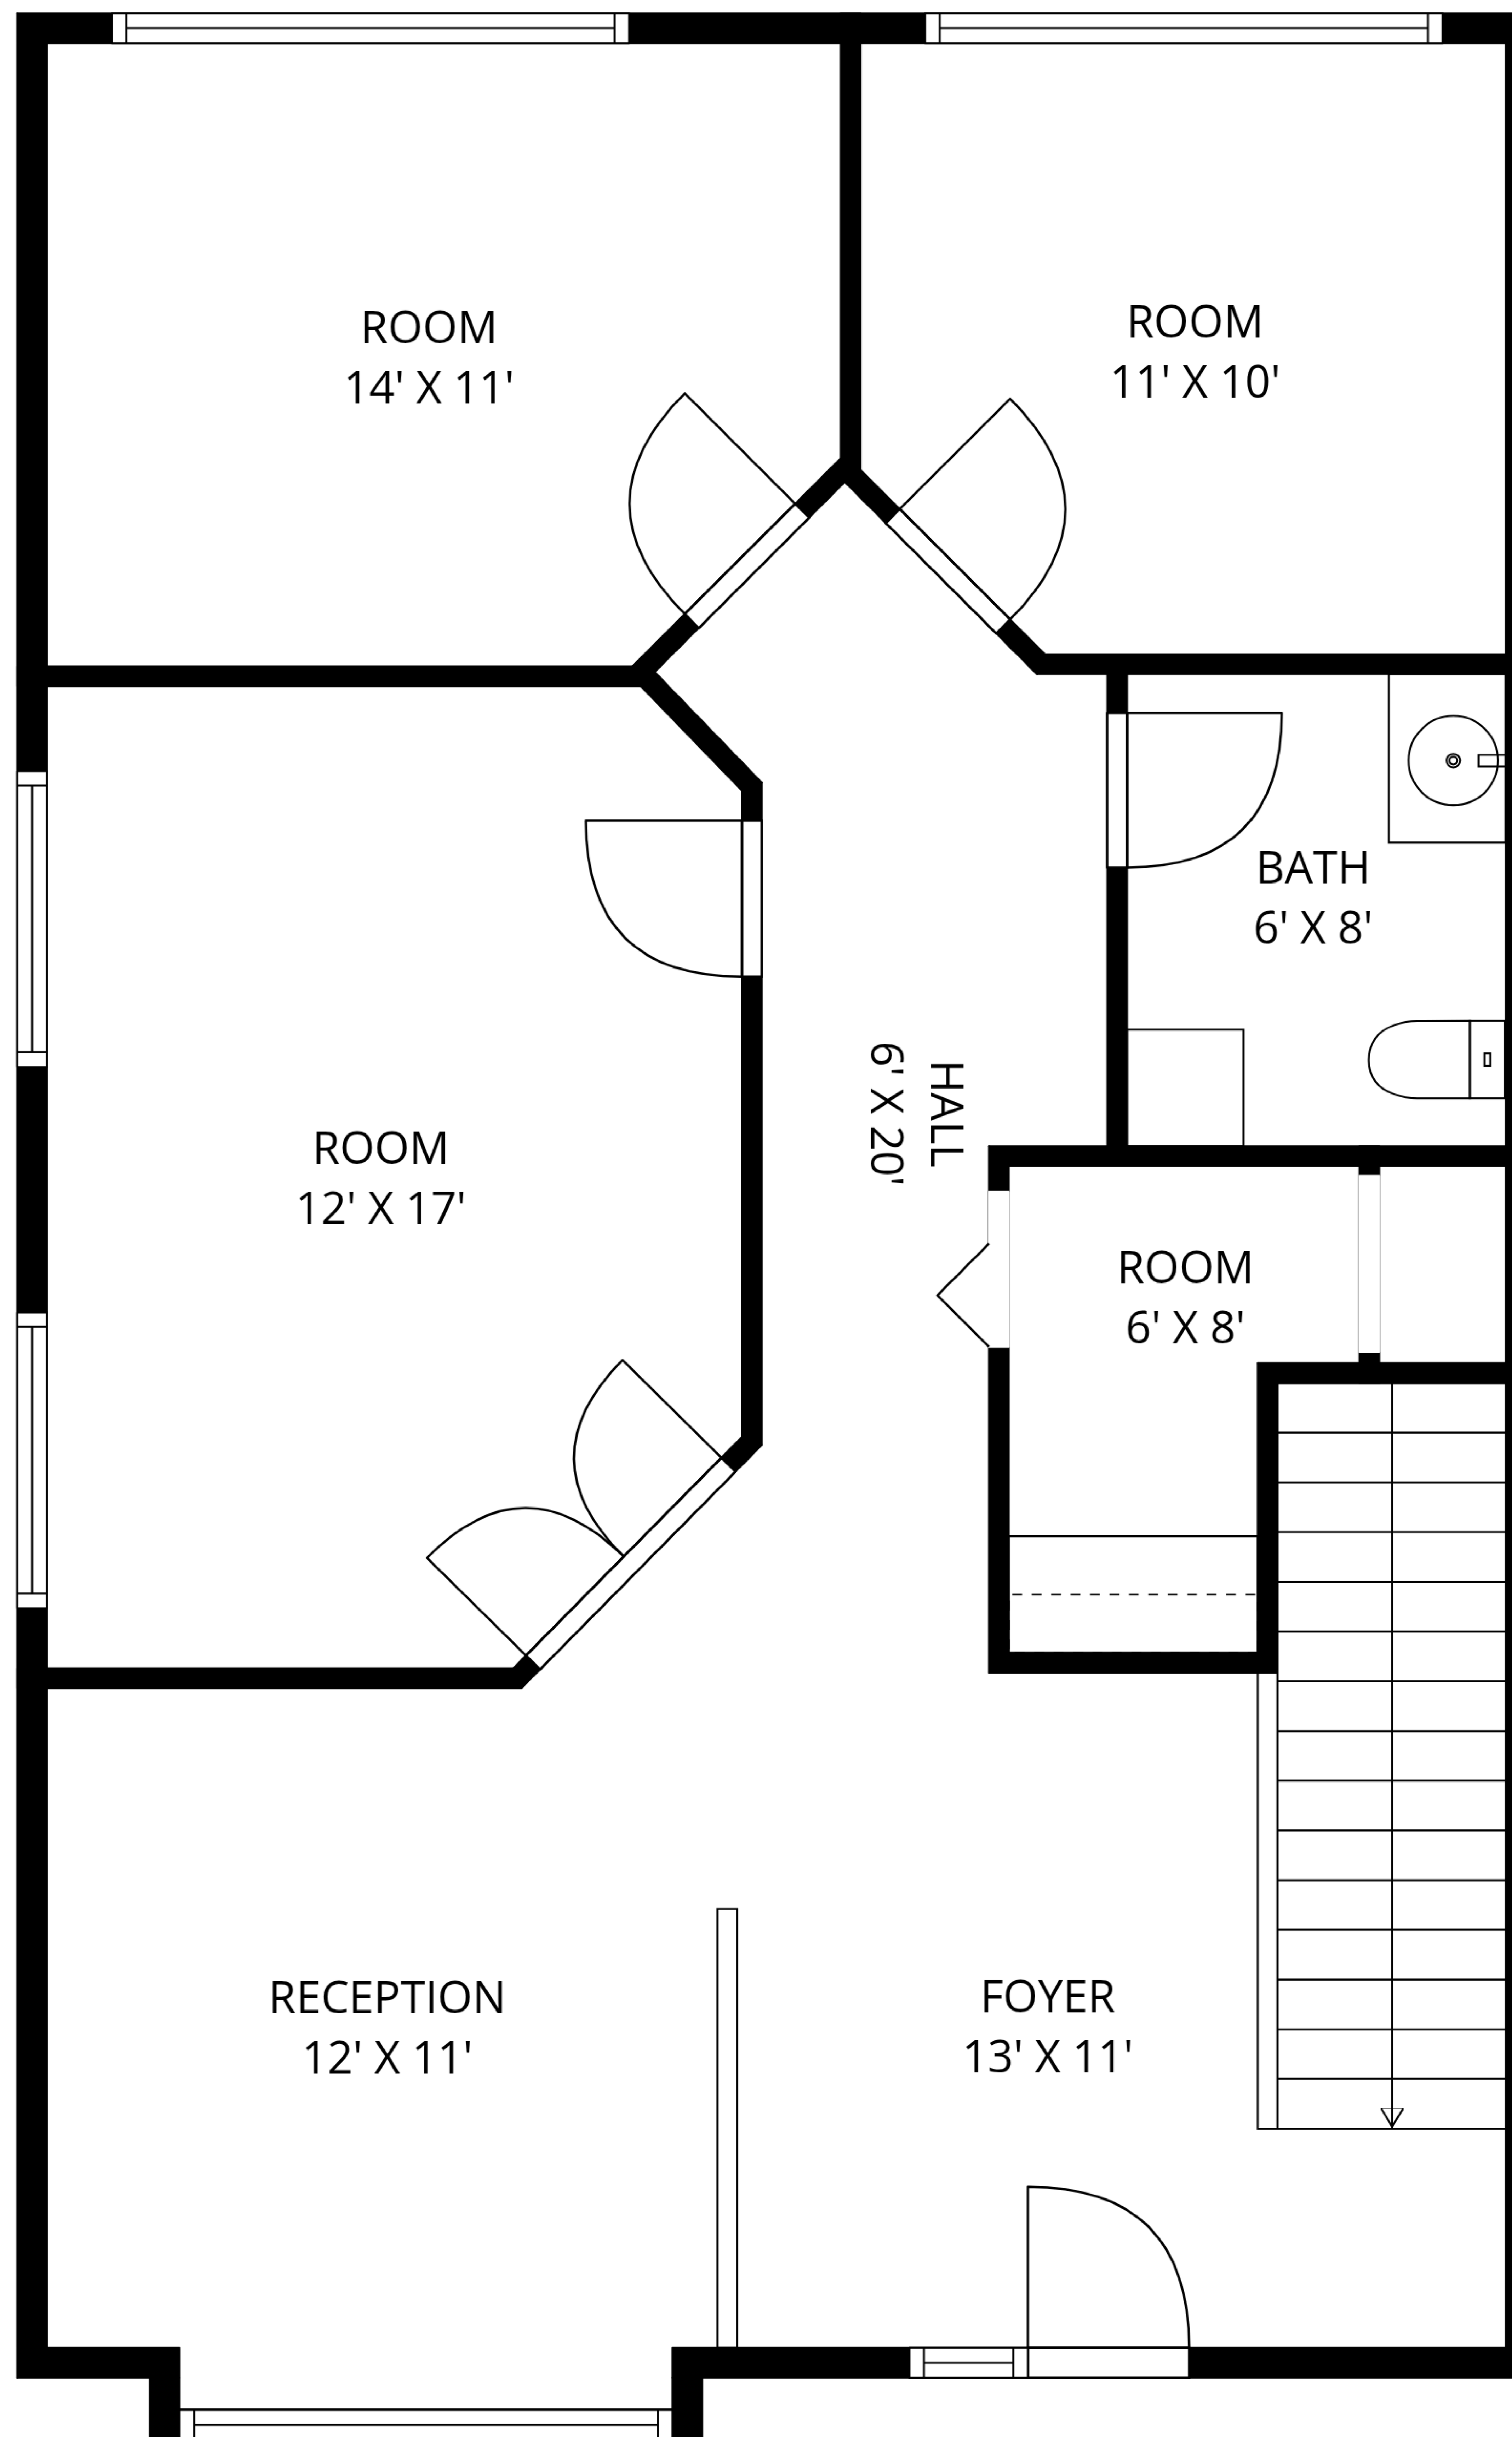 ROOM
14' X 11'
ROOM
11' X 10'
BATH
6' X 8'
HALL
6' X 20'
ROOM
12' X 17'
ROOM
6' X 8'
RECEPTION
12' X 11'
FOYER
13' X 11'